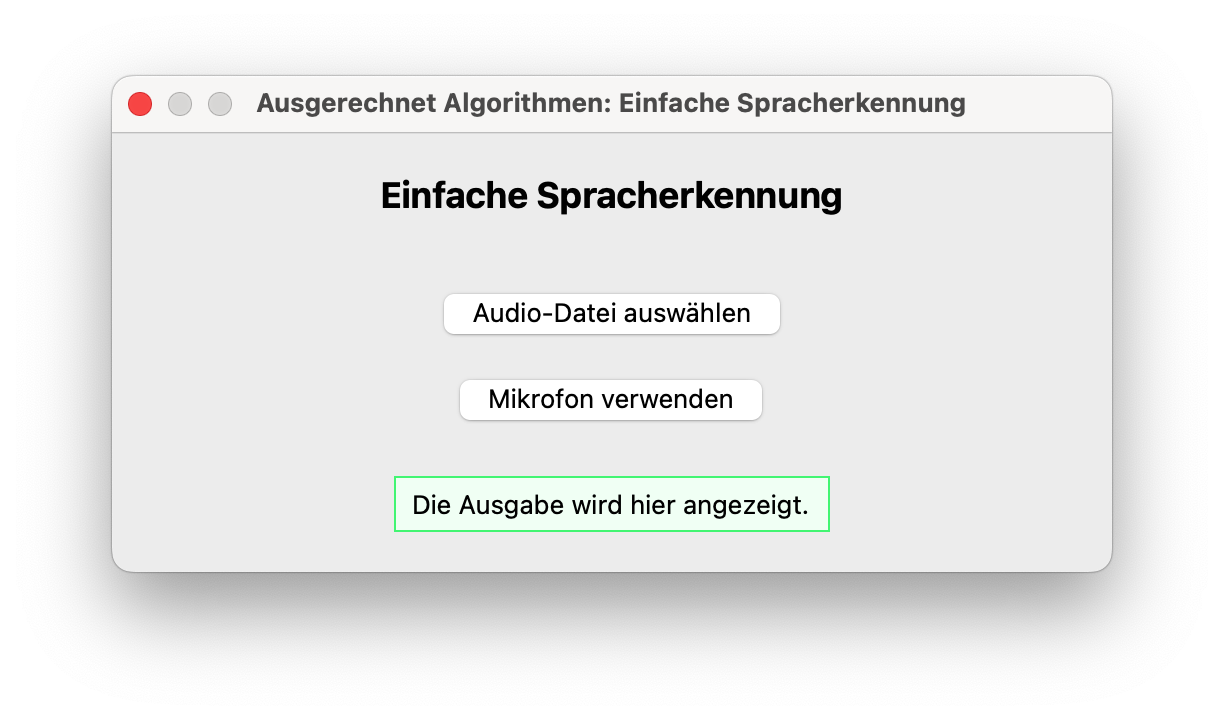 Ausgerechnet Algorithmen: Einfache Spracherkennung
Einfache Spracherkennung
Audio-Datei auswählen
Mikrofon verwenden
Die Ausgabe wird hier angezeigt.